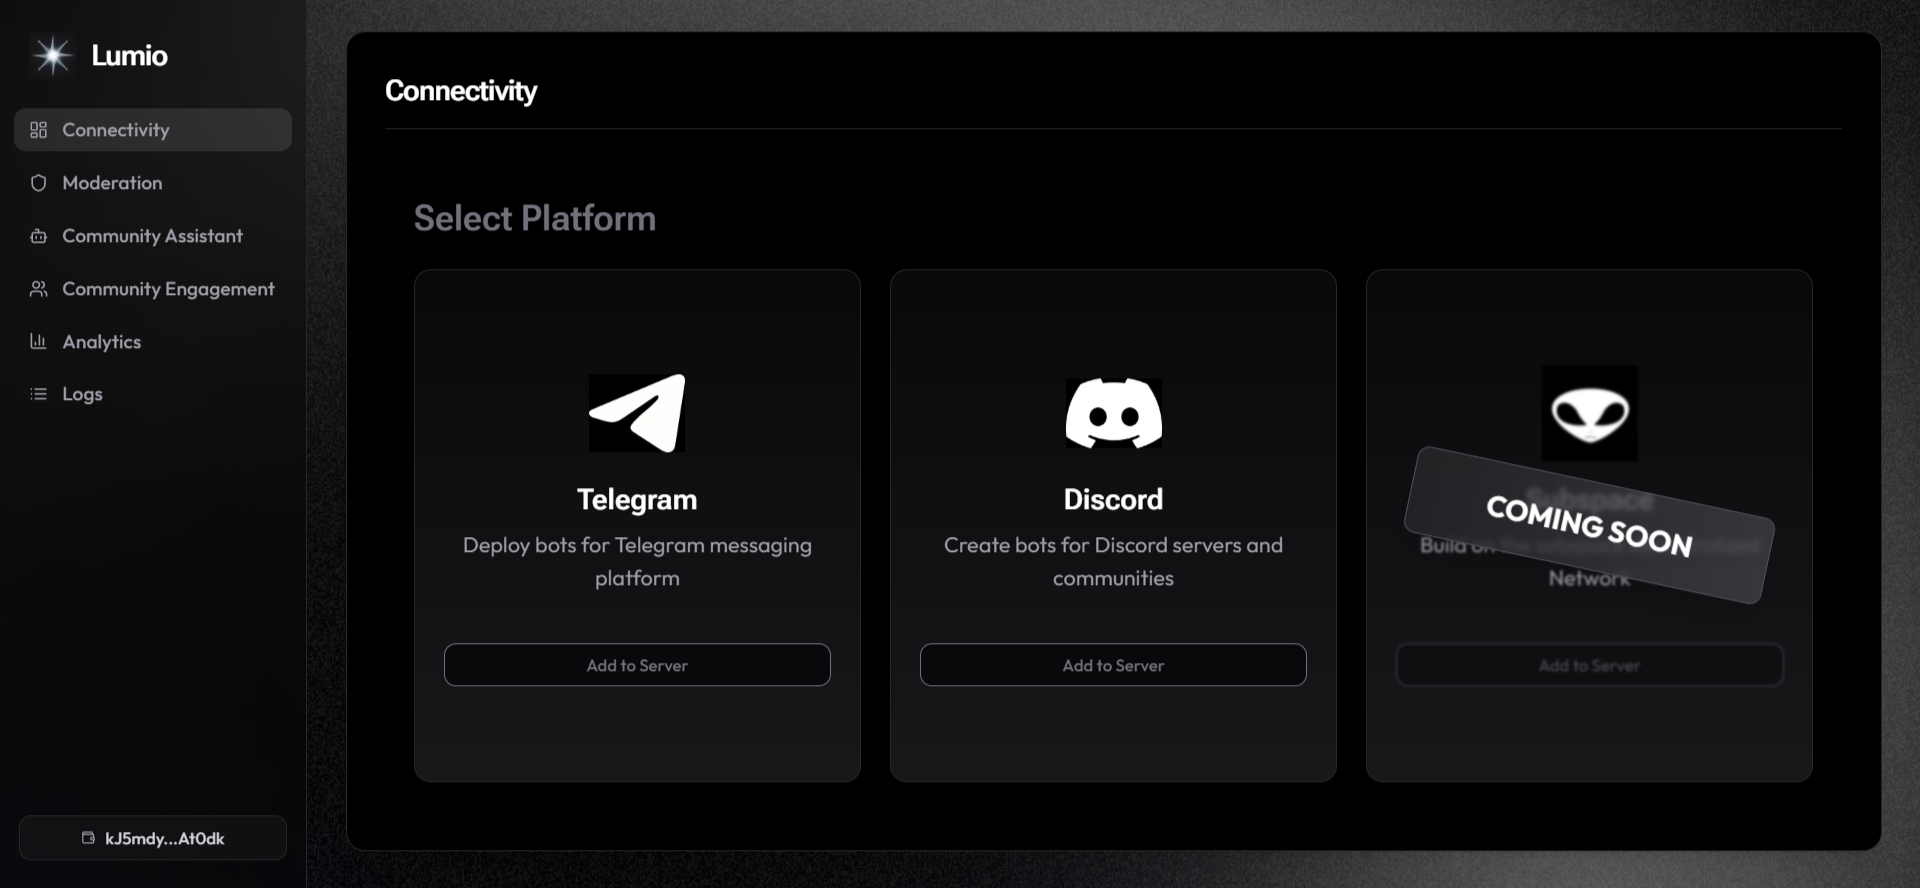 Lumio
Connectivity
Moderation
Community Assistant
Community Engagement
Analytics
Logs
kJ5mdy...At0dk
Connectivity
Select Platform
Telegram
Deploy bots for Telegram messaging
platform
Add to Server
Discord
Create bots for Discord servers and
communities
Add to Server
Subspace
COMING SOON
Build on the subspace
Network
Add to Server